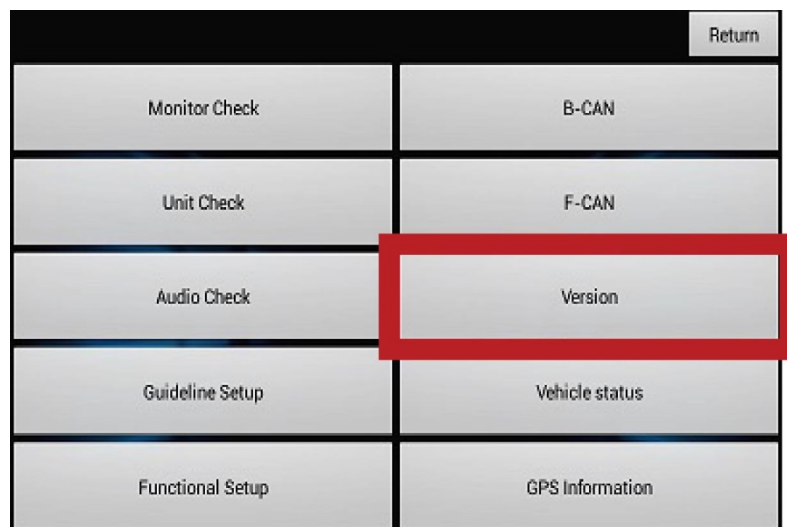 Return
Monitor Check B-CAN
Unit Check F-CAN
Audio Check Version
Guideline Setup Vehicle status
Functional Setup GPS Information